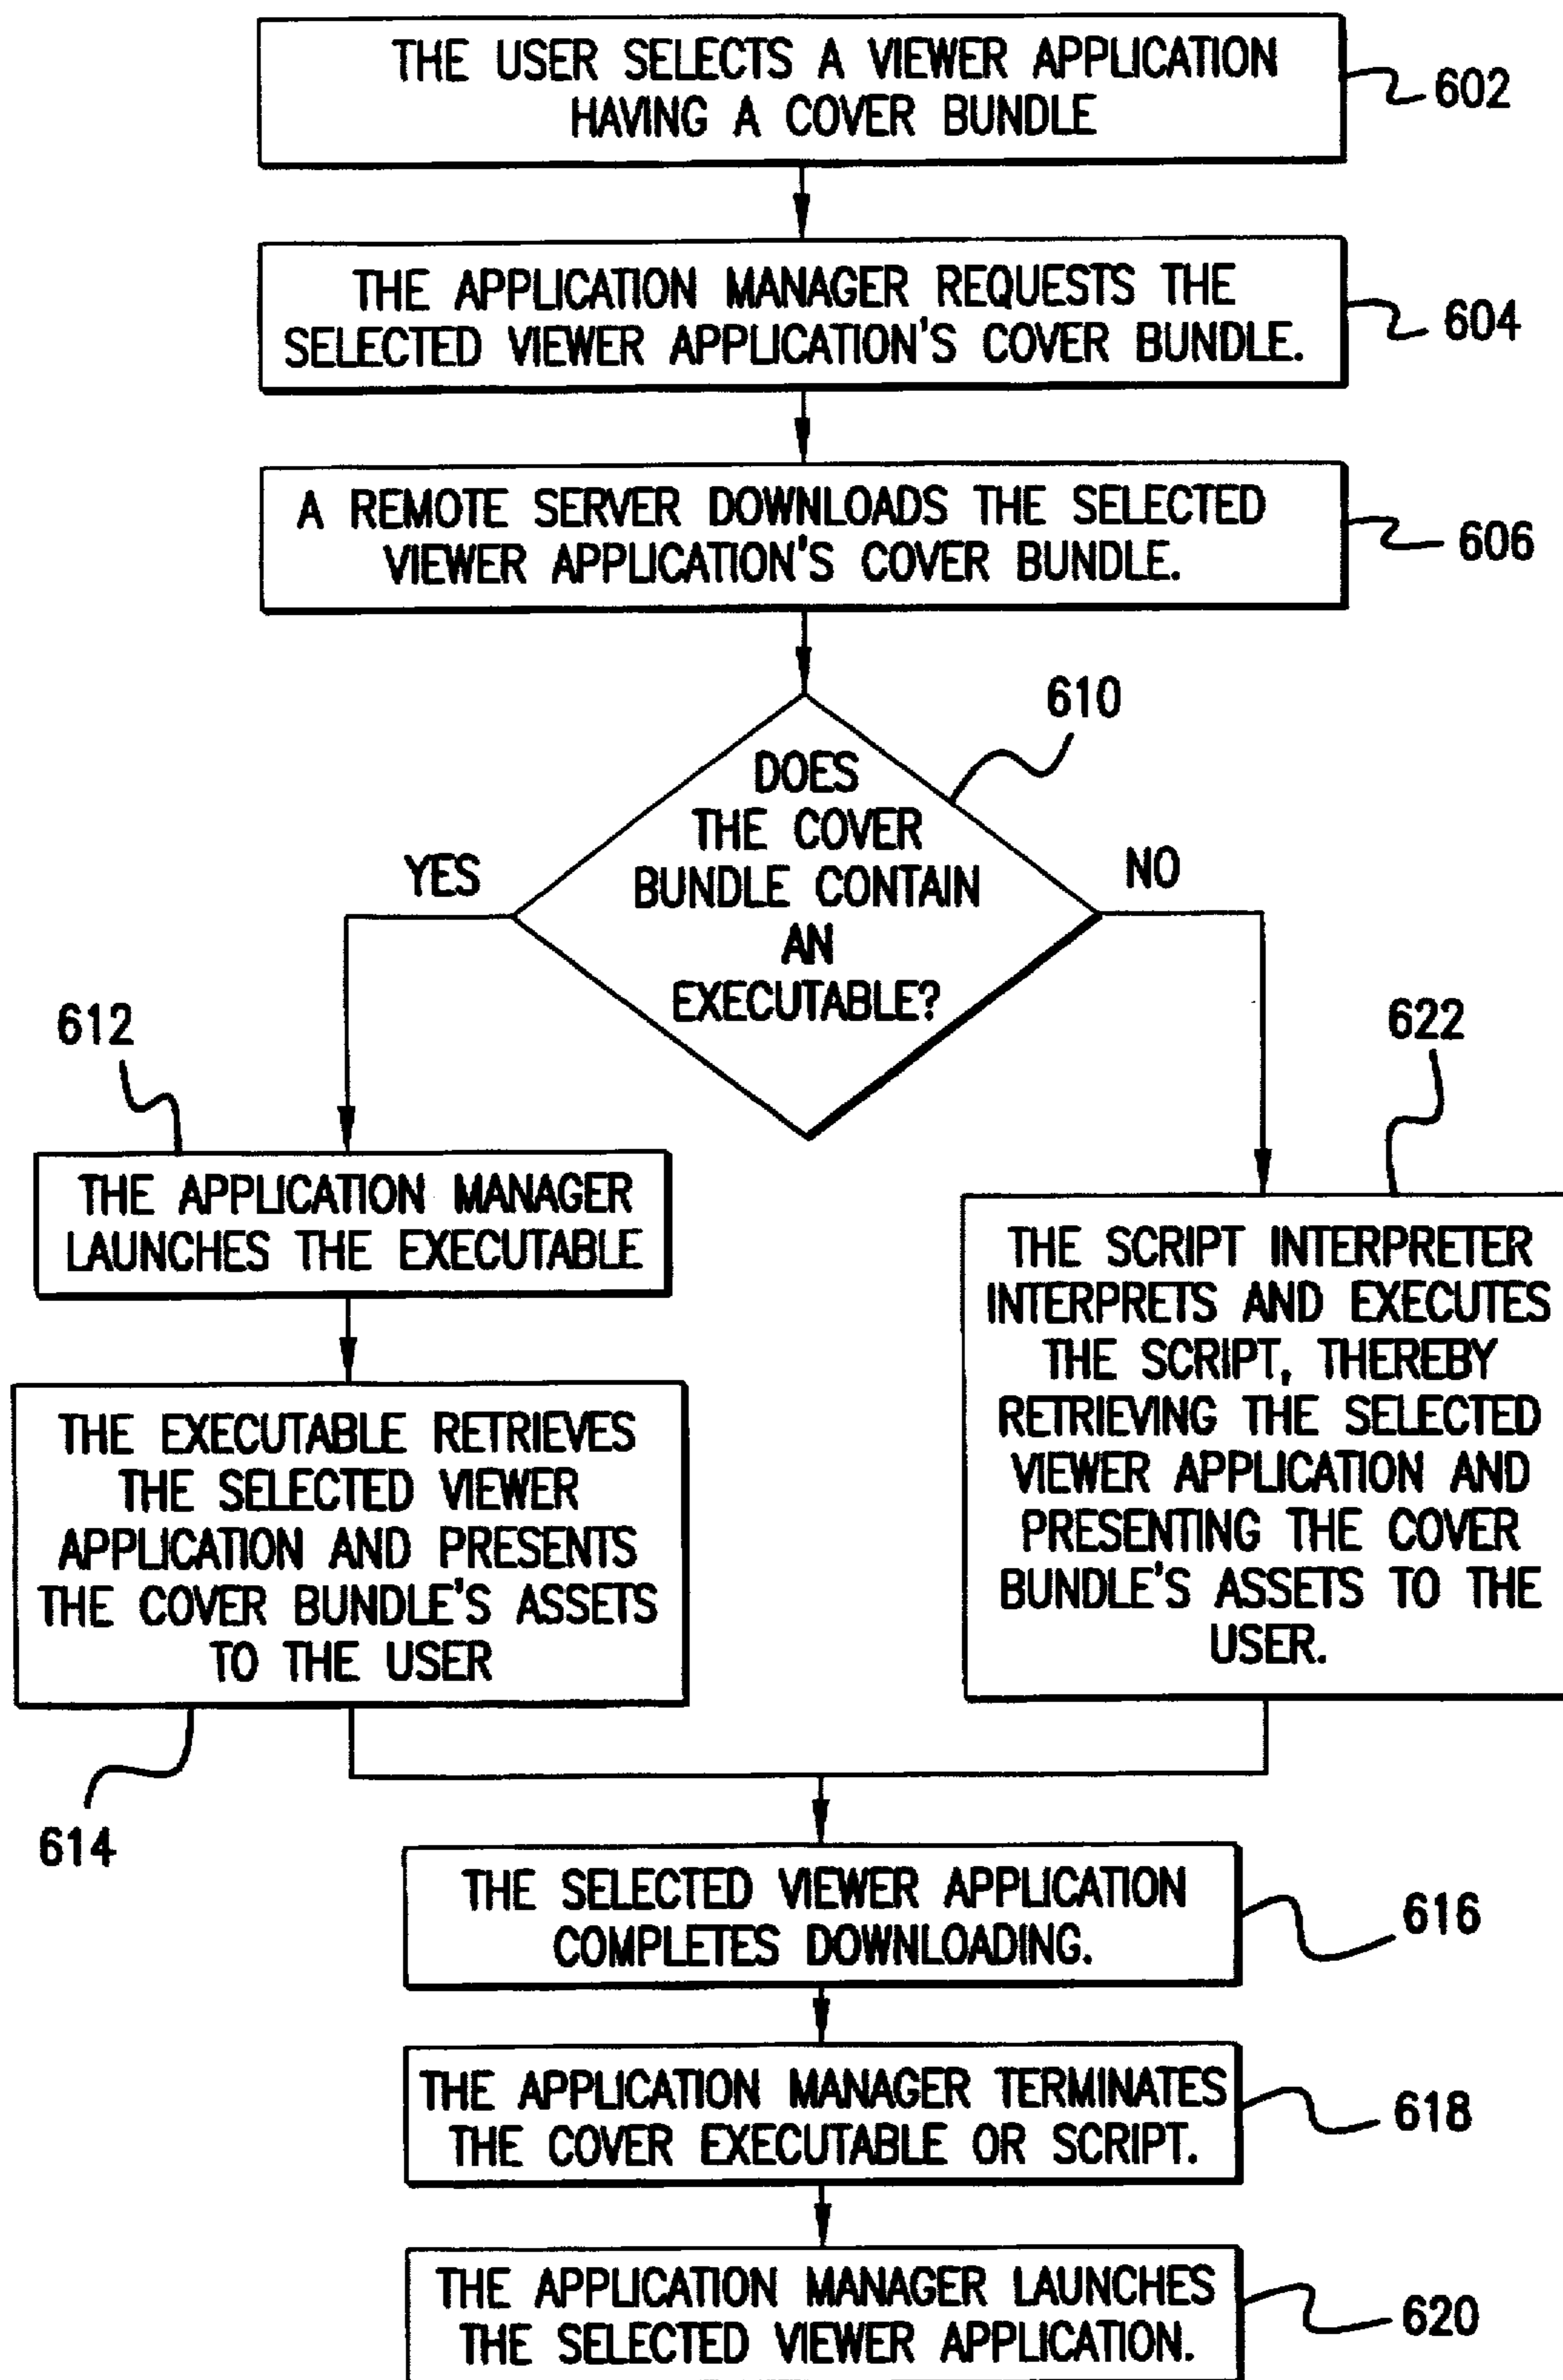 THE USER SELECTS A VIEWER APPLICATION
HAVING A COVER BUNDLE
602
THE APPLICATION MANAGER REQUESTS THE
SELECTED VIEWER APPLICATION'S COVER BUNDLE.
604
A REMOTE SERVER DOWNLOADS THE SELECTED
VIEWER APPLICATION'S COVER BUNDLE.
606
610
DOES
THE COVER
BUNDLE CONTAIN
AN
EXECUTABLE?
YES
NO
612
THE APPLICATION MANAGER
LAUNCHES THE EXECUTABLE
622
THE SCRIPT INTERPRETER
INTERPRETS AND EXECUTES
THE SCRIPT, THEREBY
RETRIEVING THE SELECTED
VIEWER APPLICATION AND
PRESENTING THE COVER
BUNDLE'S ASSETS TO THE
USER.
THE EXECUTABLE RETRIEVES
THE SELECTED VIEWER
APPLICATION AND PRESENTS
THE COVER BUNDLE'S ASSETS
TO THE USER
614
THE SELECTED VIEWER APPLICATION
COMPLETES DOWNLOADING.
616
THE APPLICATION MANAGER TERMINATES
THE COVER EXECUTABLE OR SCRIPT.
618
THE APPLICATION MANAGER LAUNCHES
THE SELECTED VIEWER APPLICATION.
620